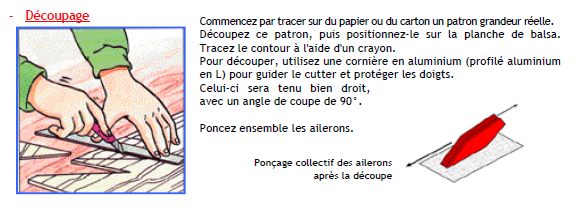 - Découpage
Commencez par tracer sur du papier ou du carton un patron grandeur réelle.
Découpez ce patron, puis positionnez-le sur la planche de balsa.
Tracez le contour à l'aide d'un crayon.
Pour découper, utilisez une cornière en aluminium (profilé aluminium
en L) pour guider le cutter et protéger les doigts.
Celui-ci sera tenu bien droit,
avec un angle de coupe de 90°.
Poncez ensemble les ailerons.
Ponçage collectif des ailerons
après la découpe